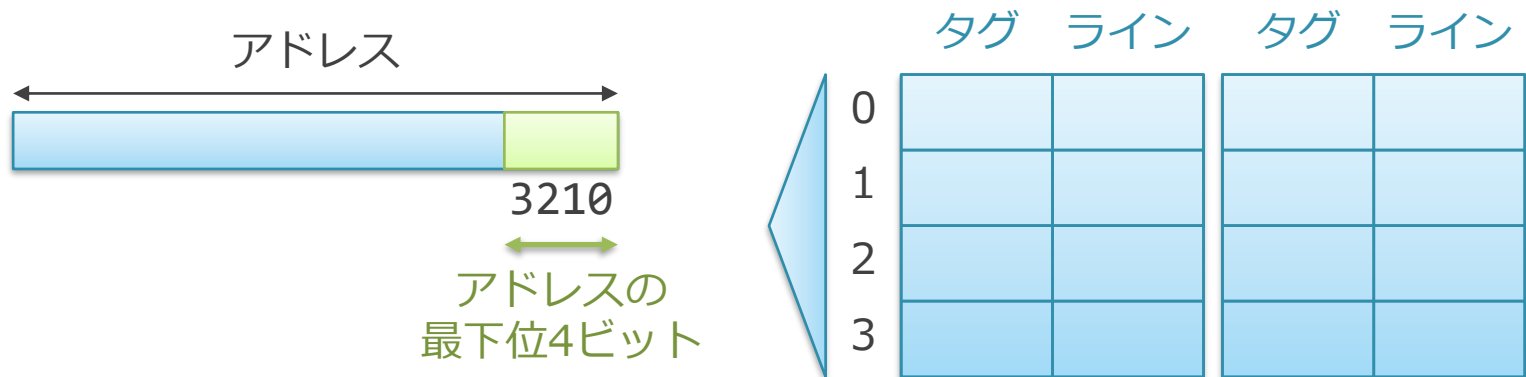 アドレス
3210
アドレスの
最下位4ビット
タグ ライン タグ ライン
0
1
2
3